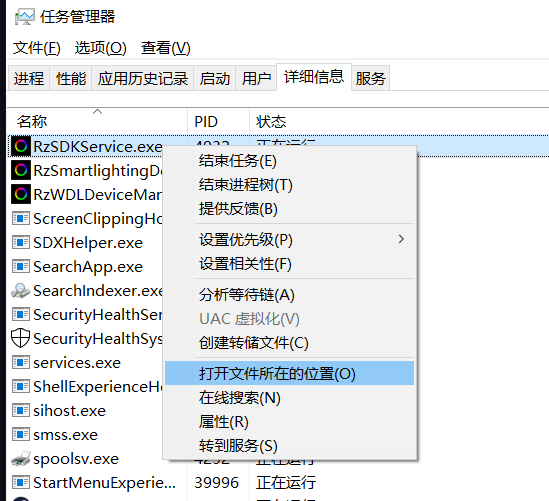 任务管理器
文件(F) 选项(O) 查看(V)
进程 性能 应用历史记录 启动 用户 详细信息 服务
名称 PID 状态
RzSDKService.exe 正在运行
结束任务(E)
RzSmartlightingDe
结束进程树(T)
RzWDLDeviceMan
提供反馈(B)
ScreenClippingHo
设置优先级(P)
SDXHelper.exe
设置相关性(F)
SearchApp.exe
分析等待链(A)
SearchIndexer.exe
UAC 虚拟化(V)
SecurityHealthSer
创建转储文件(C)
SecurityHealthSys
services.exe
打开文件所在的位置(O)
ShellExperienceHo
在线搜索(N)
sihost.exe
属性(R)
smss.exe
转到服务(S)
spoolsv.exe 4292 正在运行
StartMenuExperie... 39996 正在运行